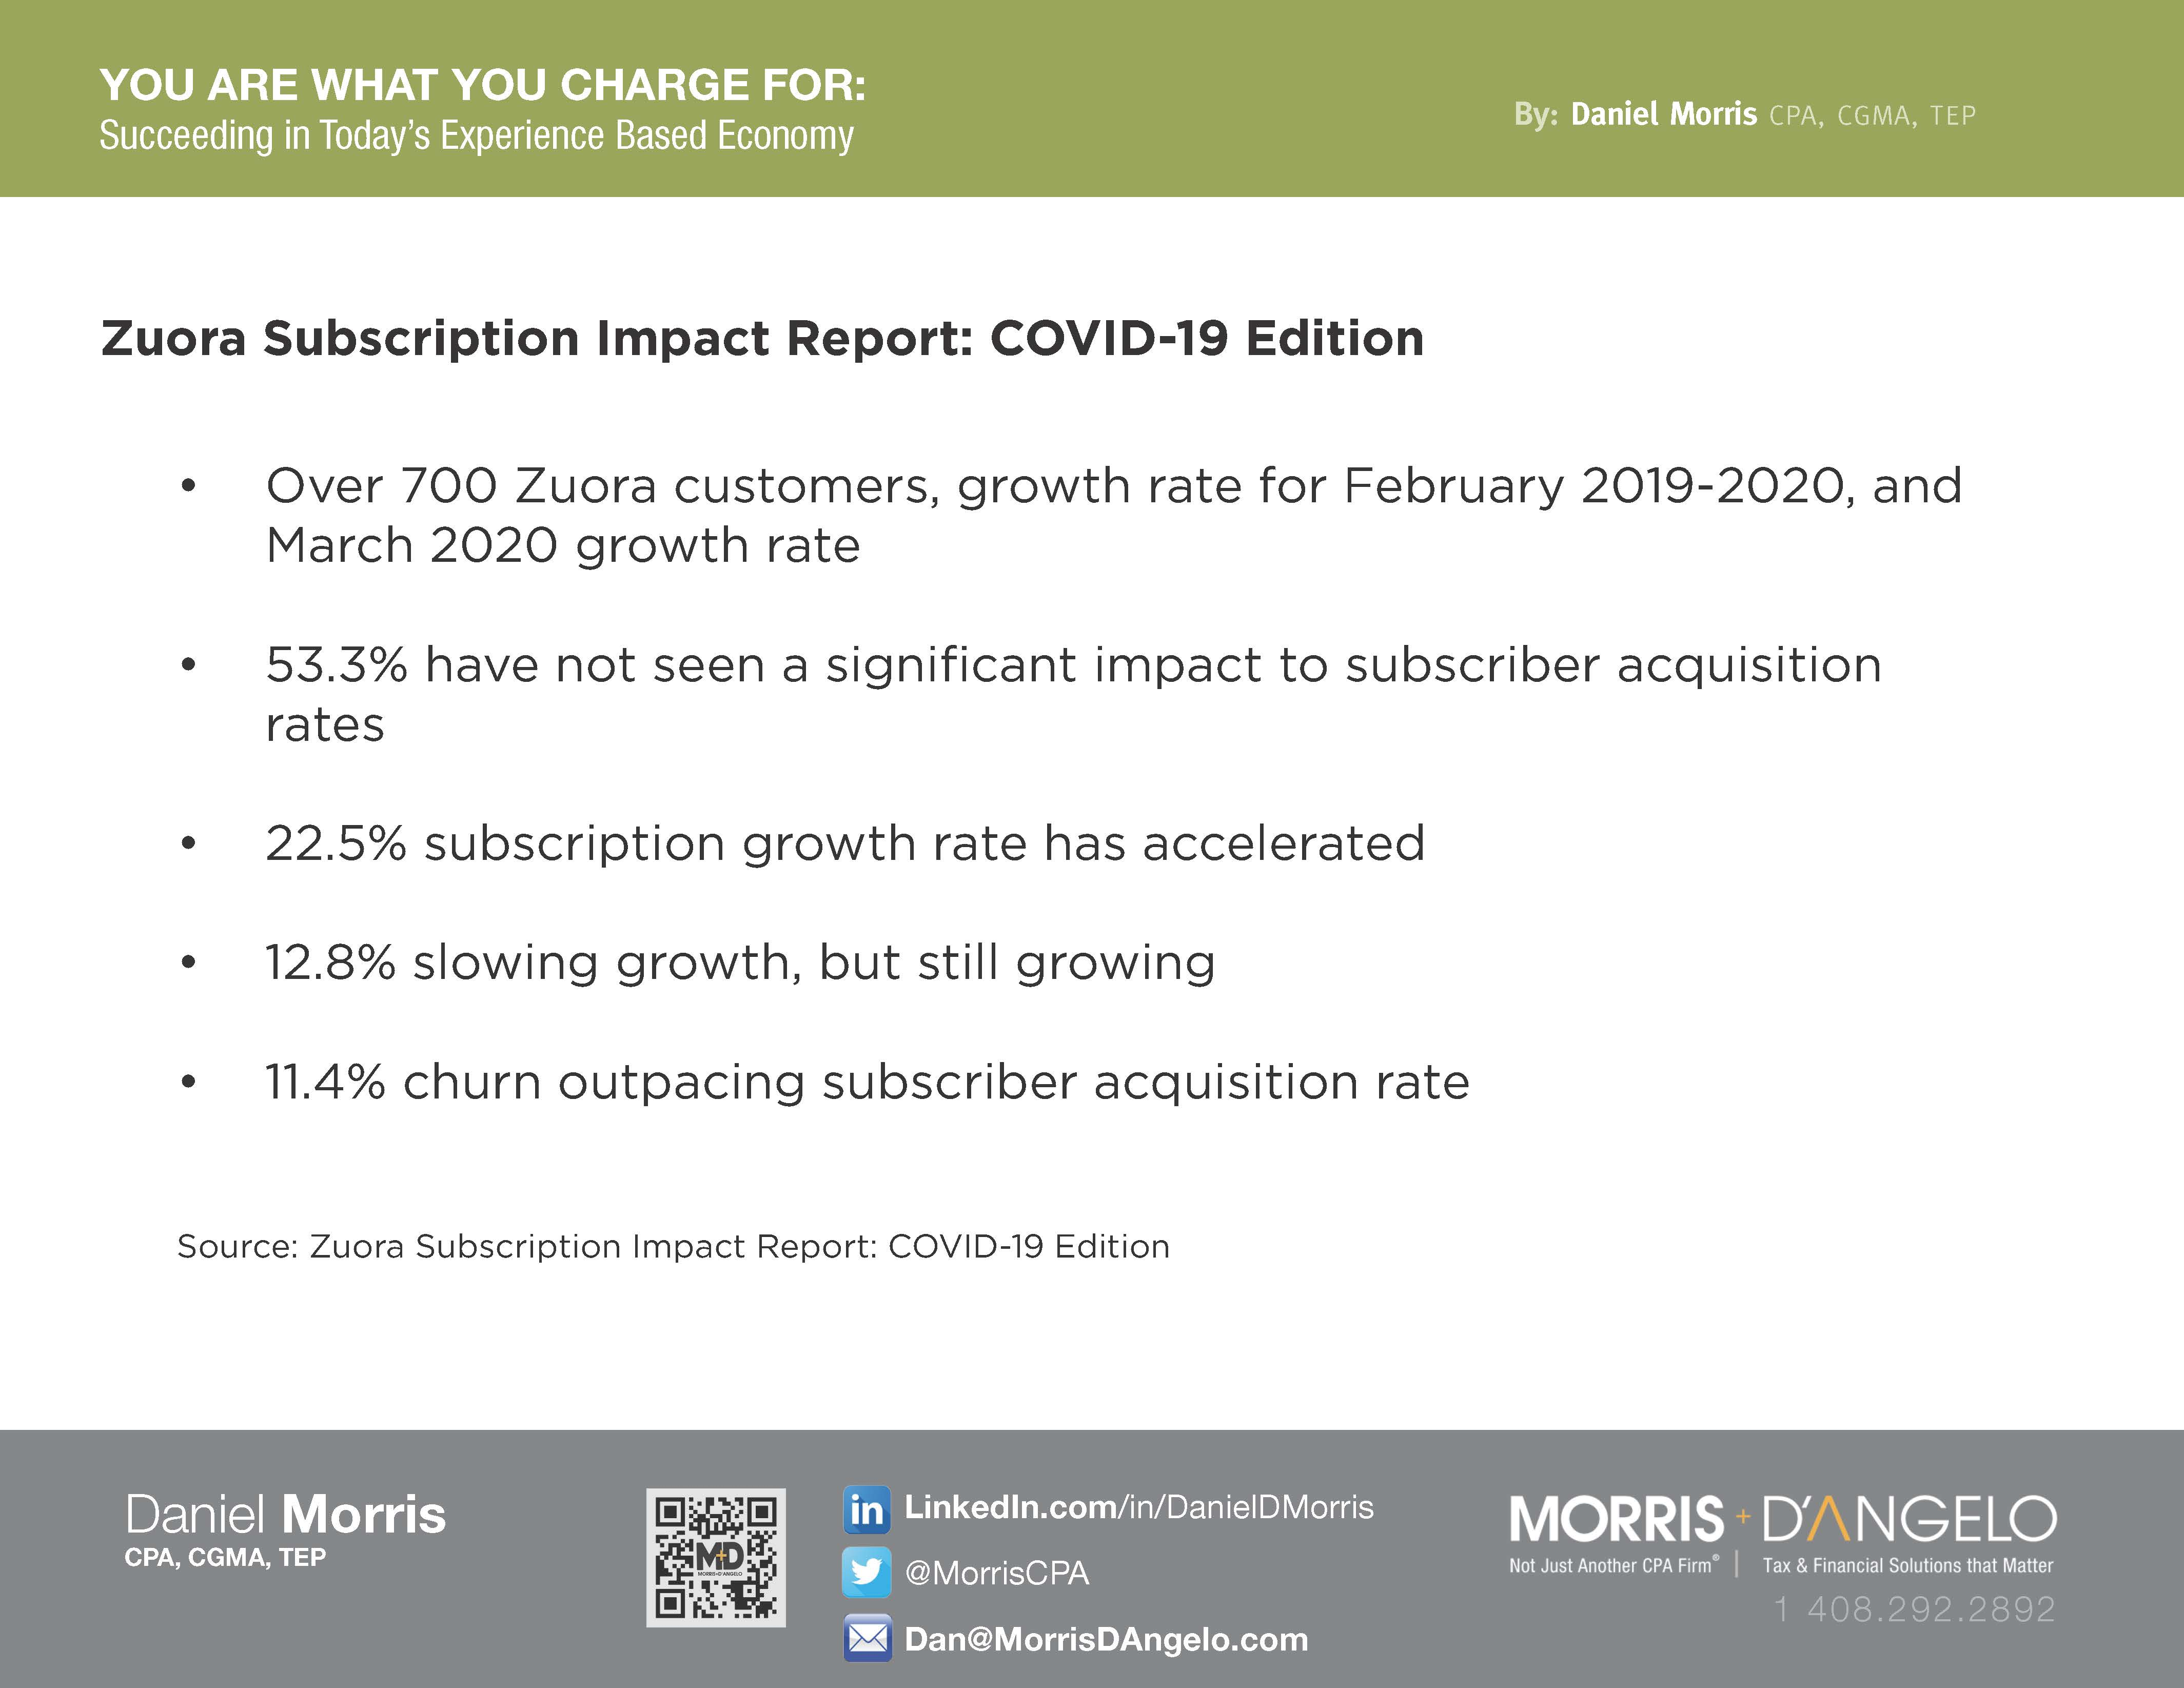 YOU ARE WHAT YOU CHARGE FOR:
Succeeding in Today's Experience Based Economy
By: Daniel Morris CPA, CGMA, TEP
Zuora Subscription Impact Report: COVID-19 Edition
• Over 700 Zuora customers, growth rate for February 2019-2020, and
March 2020 growth rate
• 53.3% have not seen a significant impact to subscriber acquisition
rates
• 22.5% subscription growth rate has accelerated
• 12.8% slowing growth, but still growing
• 11.4% churn outpacing subscriber acquisition rate
Source: Zuora Subscription Impact Report: COVID-19 Edition
Daniel Morris
CPA, CGMA, TEP
M+D
MORRIS+D'ANGELO
in LinkedIn.com/in/DanielDMorris
@MorrisCPA
Dan@MorrisDAngelo.com
MORRIS + D'ANGELO
Not Just Another CPA Firm® | Tax & Financial Solutions that Matter
1 408.292.2892